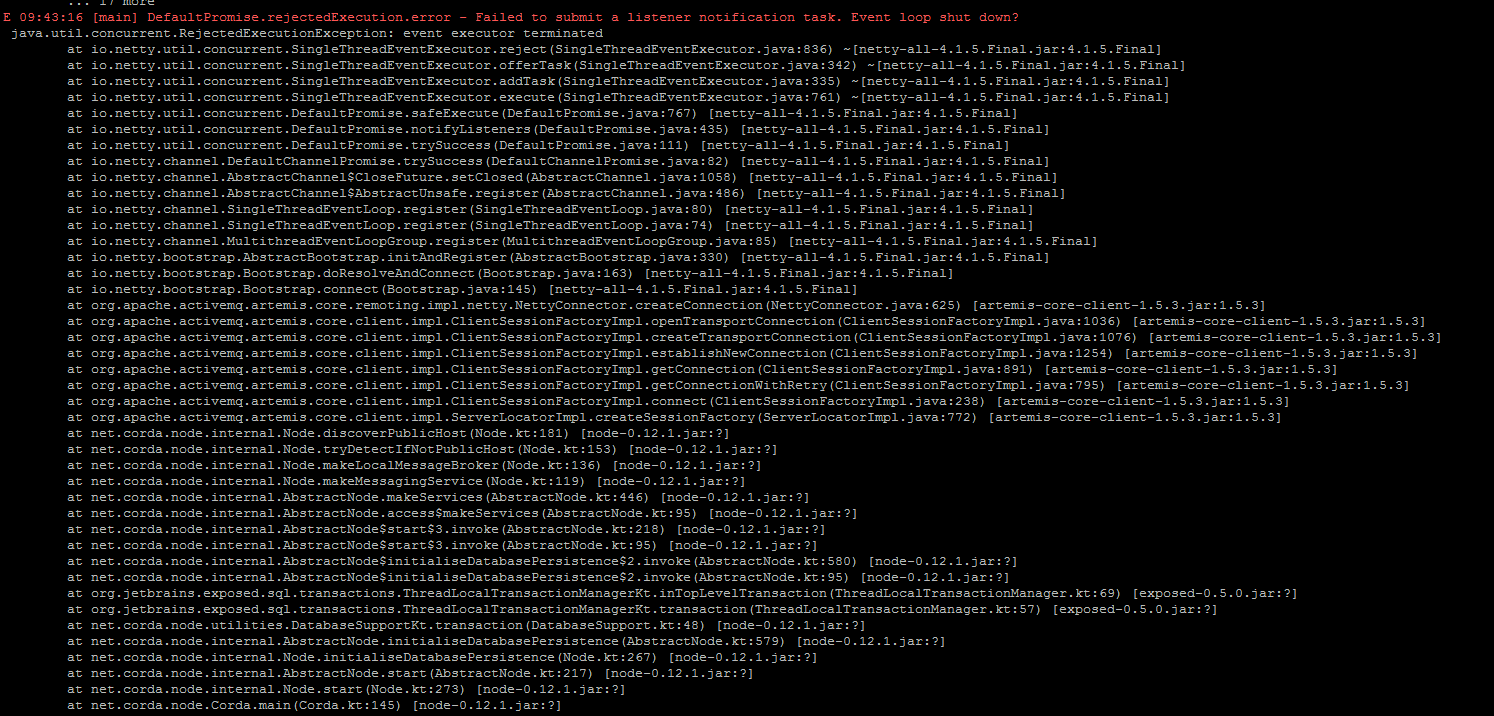 ... 17 more
E 09:43:16 [main] DefaultPromise.rejectedExecution.error - Failed to submit a listener notification task. Event loop shut down?
java.util.concurrent.RejectedExecutionException: event executor terminated
at io.netty.util.concurrent.SingleThreadEventExecutor.reject(SingleThreadEventExecutor.java:836) ~[netty-all-4.1.5.Final.jar:4.1.5.Final]
at io.netty.util.concurrent.SingleThreadEventExecutor.offerTask(SingleThreadEventExecutor.java:342) ~[netty-all-4.1.5.Final.jar:4.1.5.Final]
at io.netty.util.concurrent.SingleThreadEventExecutor.addTask(SingleThreadEventExecutor.java:335) ~[netty-all-4.1.5.Final.jar:4.1.5.Final]
at io.netty.util.concurrent.SingleThreadEventExecutor.execute(SingleThreadEventExecutor.java:761) ~[netty-all-4.1.5.Final.jar:4.1.5.Final]
at io.netty.util.concurrent.DefaultPromise.safeExecute(DefaultPromise.java:767) [netty-all-4.1.5.Final.jar:4.1.5.Final]
at io.netty.util.concurrent.DefaultPromise.notifyListeners(DefaultPromise.java:435) [netty-all-4.1.5.Final.jar:4.1.5.Final]
at io.netty.util.concurrent.DefaultPromise.trySuccess(DefaultPromise.java:111) [netty-all-4.1.5.Final.jar:4.1.5.Final]
at io.netty.channel.DefaultChannelPromise.trySuccess(DefaultChannelPromise.java:82) [netty-all-4.1.5.Final.jar:4.1.5.Final]
at io.netty.channel.AbstractChannel$CloseFuture.setClosed(AbstractChannel.java:1058) [netty-all-4.1.5.Final.jar:4.1.5.Final]
at io.netty.channel.AbstractChannel$AbstractUnsafe.register(AbstractChannel.java:486) [netty-all-4.1.5.Final.jar:4.1.5.Final]
at io.netty.channel.SingleThreadEventLoop.register(SingleThreadEventLoop.java:80) [netty-all-4.1.5.Final.jar:4.1.5.Final]
at io.netty.channel.SingleThreadEventLoop.register(SingleThreadEventLoop.java:74) [netty-all-4.1.5.Final.jar:4.1.5.Final]
at io.netty.channel.MultithreadEventLoopGroup.register(MultithreadEventLoopGroup.java:85) [netty-all-4.1.5.Final.jar:4.1.5.Final]
at io.netty.bootstrap.AbstractBootstrap.initAndRegister(AbstractBootstrap.java:330) [netty-all-4.1.5.Final.jar:4.1.5.Final]
at io.netty.bootstrap.Bootstrap.doResolveAndConnect(Bootstrap.java:163) [netty-all-4.1.5.Final.jar:4.1.5.Final]
at io.netty.bootstrap.Bootstrap.connect(Bootstrap.java:145) [netty-all-4.1.5.Final.jar:4.1.5.Final]
at org.apache.activemq.artemis.core.remoting.impl.netty.NettyConnector.createConnection(NettyConnector.java:625) [artemis-core-client-1.5.3.jar:1.5.3]
at org.apache.activemq.artemis.core.client.impl.ClientSessionFactoryImpl.openTransportConnection(ClientSessionFactoryImpl.java:1036) [artemis-core-client-1.5.3.jar:1.5.3]
at org.apache.activemq.artemis.core.client.impl.ClientSessionFactoryImpl.createTransportConnection(ClientSessionFactoryImpl.java:1076) [artemis-core-client-1.5.3.jar:1.5.3]
at org.apache.activemq.artemis.core.client.impl.ClientSessionFactoryImpl.establishNewConnection(ClientSessionFactoryImpl.java:1254) [artemis-core-client-1.5.3.jar:1.5.3]
at org.apache.activemq.artemis.core.client.impl.ClientSessionFactoryImpl.getConnection(ClientSessionFactoryImpl.java:891) [artemis-core-client-1.5.3.jar:1.5.3]
at org.apache.activemq.artemis.core.client.impl.ClientSessionFactoryImpl.getConnectionWithRetry(ClientSessionFactoryImpl.java:795) [artemis-core-client-1.5.3.jar:1.5.3]
at org.apache.activemq.artemis.core.client.impl.ClientSessionFactoryImpl.connect(ClientSessionFactoryImpl.java:238) [artemis-core-client-1.5.3.jar:1.5.3]
at org.apache.activemq.artemis.core.client.impl.ServerLocatorImpl.createSessionFactory(ServerLocatorImpl.java:772) [artemis-core-client-1.5.3.jar:1.5.3]
at net.corda.node.internal.Node.discoverPublicHost(Node.kt:181) [node-0.12.1.jar:?]
at net.corda.node.internal.Node.tryDetectIfNotPublicHost(Node.kt:153) [node-0.12.1.jar:?]
at net.corda.node.internal.Node.makeLocalMessageBroker(Node.kt:136) [node-0.12.1.jar:?]
at net.corda.node.internal.Node.makeMessagingService(Node.kt:119) [node-0.12.1.jar:?]
at net.corda.node.internal.AbstractNode.makeServices(AbstractNode.kt:446) [node-0.12.1.jar:?]
at net.corda.node.internal.AbstractNode.access$makeServices(AbstractNode.kt:95) [node-0.12.1.jar:?]
at net.corda.node.internal.AbstractNode$start$3.invoke(AbstractNode.kt:218) [node-0.12.1.jar:?]
at net.corda.node.internal.AbstractNode$start$3.invoke(AbstractNode.kt:95) [node-0.12.1.jar:?]
at net.corda.node.internal.AbstractNode$initialiseDatabasePersistence$2.invoke(AbstractNode.kt:580) [node-0.12.1.jar:?]
at net.corda.node.internal.AbstractNode$initialiseDatabasePersistence$2.invoke(AbstractNode.kt:95) [node-0.12.1.jar:?]
at org.jetbrains.exposed.sql.transactions.ThreadLocalTransactionManagerKt.inTopLevelTransaction(ThreadLocalTransactionManager.kt:69) [exposed-0.5.0.jar:?]
at org.jetbrains.exposed.sql.transactions.ThreadLocalTransactionManagerKt.transaction(ThreadLocalTransactionManager.kt:57) [exposed-0.5.0.jar:?]
at net.corda.node.utilities.DatabaseSupportKt.transaction(DatabaseSupport.kt:48) [node-0.12.1.jar:?]
at net.corda.node.internal.AbstractNode.initialiseDatabasePersistence(AbstractNode.kt:579) [node-0.12.1.jar:?]
at net.corda.node.internal.Node.initialiseDatabasePersistence(Node.kt:267) [node-0.12.1.jar:?]
at net.corda.node.internal.AbstractNode.start(AbstractNode.kt:217) [node-0.12.1.jar:?]
at net.corda.node.internal.Node.start(Node.kt:273) [node-0.12.1.jar:?]
at net.corda.node.Corda.main(Corda.kt:145) [node-0.12.1.jar:?]